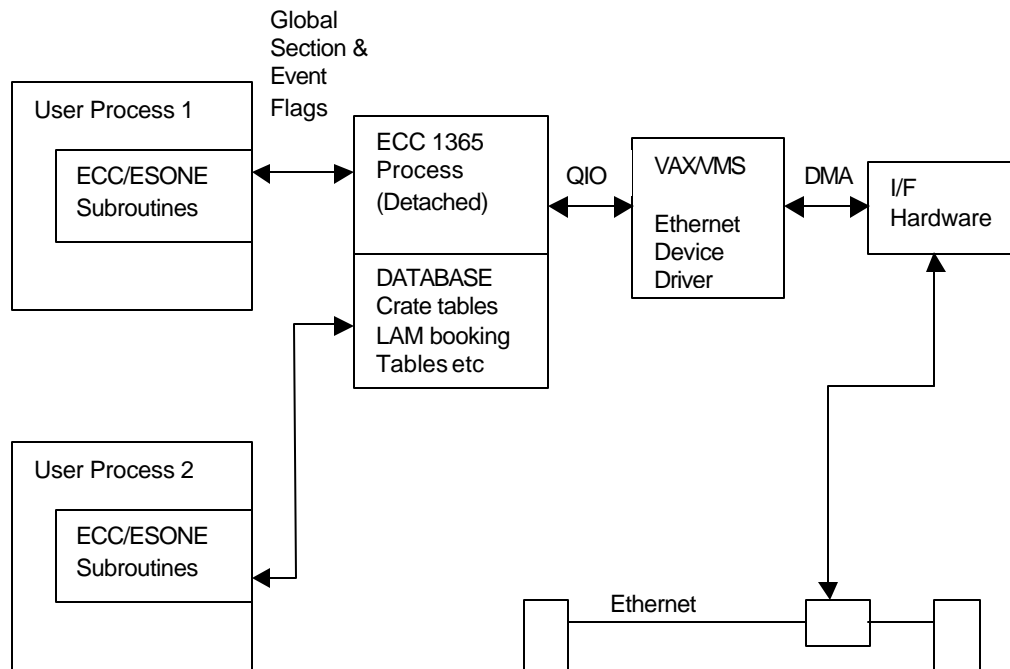 Global
Section &
Event
Flags
User Process 1
ECC/ESONE
Subroutines
ECC 1365
Process
(Detached)
DATABASE
Crate tables
LAM booking
Tables etc
QIO
VAX/VMS
Ethernet
Device
Driver
DMA
I/F
Hardware
User Process 2
ECC/ESONE
Subroutines
Ethernet